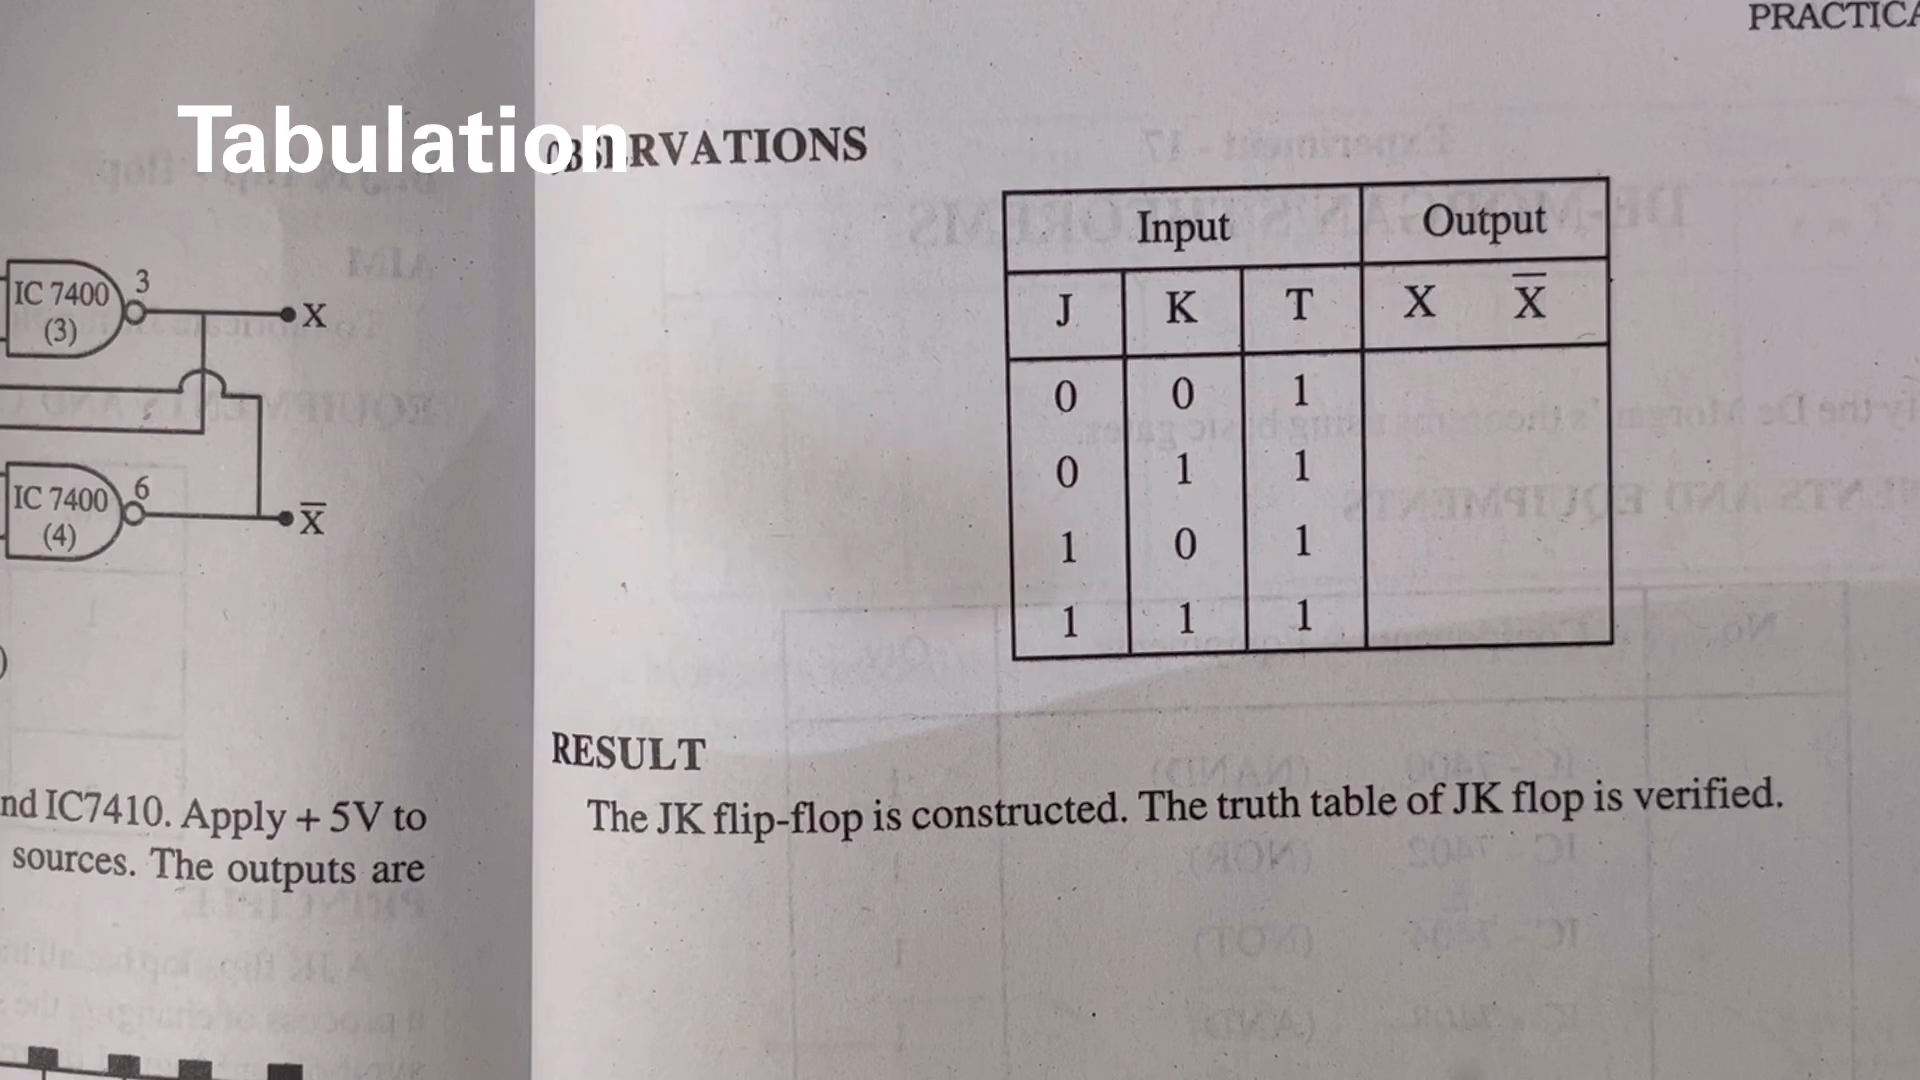 PRACTICA
Tabulation
OBSERVATIONS
Input Output
J K T X X̅
0 0 1
0 1 1
1 0 1
1 1 1
IC 7400 3 X
(3)
IC 7400 6 X̅
(4)
)
nd IC7410. Apply + 5V to
sources. The outputs are
RESULT
The JK flip-flop is constructed. The truth table of JK flop is verified.